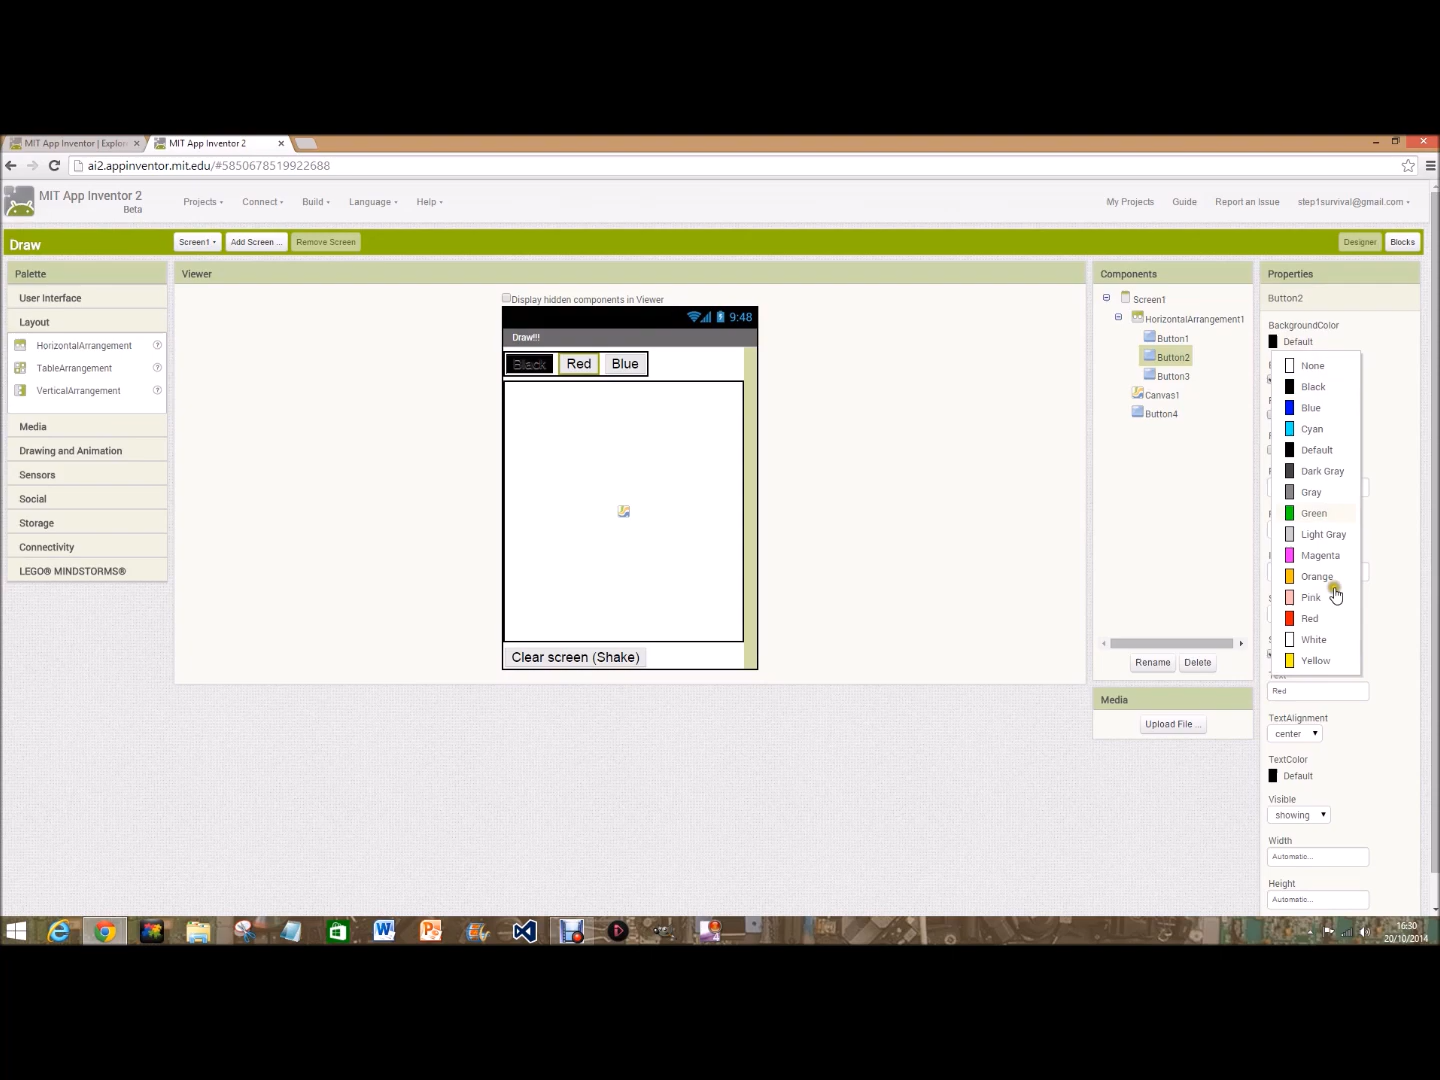 MIT App Inventor | Explor
MIT App Inventor 2
ai2.appinventor.mit.edu/#5850678519922688
MIT App Inventor 2
Beta
Projects
Connect
Build
Language
Help
My Projects
Guide
Report an Issue
step1survival@gmail.com
Draw
Screen1
Add Screen ...
Remove Screen
Designer
Blocks
Palette
User Interface
Layout
HorizontalArrangement
TableArrangement
VerticalArrangement
Media
Drawing and Animation
Sensors
Social
Storage
Connectivity
LEGO® MINDSTORMS®
Viewer
Display hidden components in Viewer
9:48
Draw!!!
Black
Red
Blue
Clear screen (Shake)
Components
Screen1
HorizontalArrangement1
Button1
Button2
Button3
Canvas1
Button4
Rename
Delete
Media
Upload File ...
Properties
Button2
BackgroundColor
Default
None
Black
Blue
Cyan
Default
Dark Gray
Gray
Green
Light Gray
Magenta
Orange
Pink
Red
White
Yellow
Red
TextAlignment
center
TextColor
Default
Visible
showing
Width
Automatic...
Height
Automatic...
16:30
20/10/2014